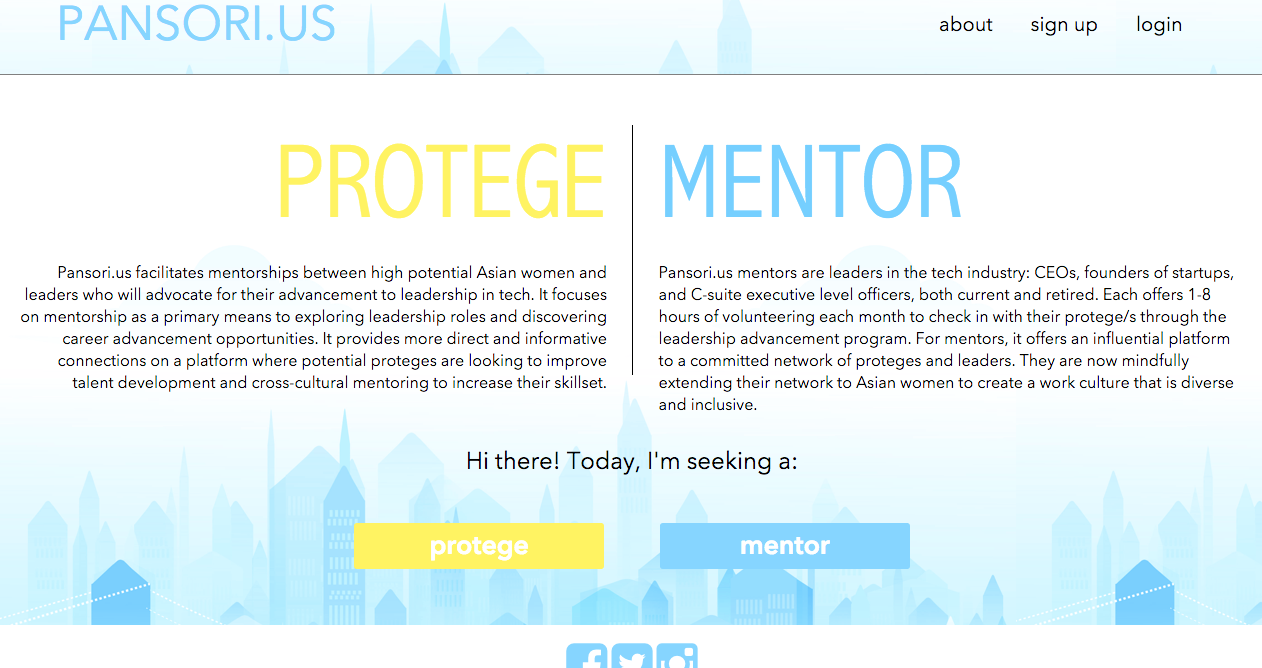 PANSORI.US
about
sign up
login
PROTEGE
Pansori.us facilitates mentorships between high potential Asian women and
leaders who will advocate for their advancement to leadership in tech. It focuses
on mentorship as a primary means to exploring leadership roles and discovering
career advancement opportunities. It provides more direct and informative
connections on a platform where potential proteges are looking to improve
talent development and cross-cultural mentoring to increase their skillset.
MENTOR
Pansori.us mentors are leaders in the tech industry: CEOs, founders of startups,
and C-suite executive level officers, both current and retired. Each offers 1-8
hours of volunteering each month to check in with their protege/s through the
leadership advancement program. For mentors, it offers an influential platform
to a committed network of proteges and leaders. They are now mindfully
extending their network to Asian women to create a work culture that is diverse
and inclusive.
Hi there! Today, I'm seeking a:
protege
mentor